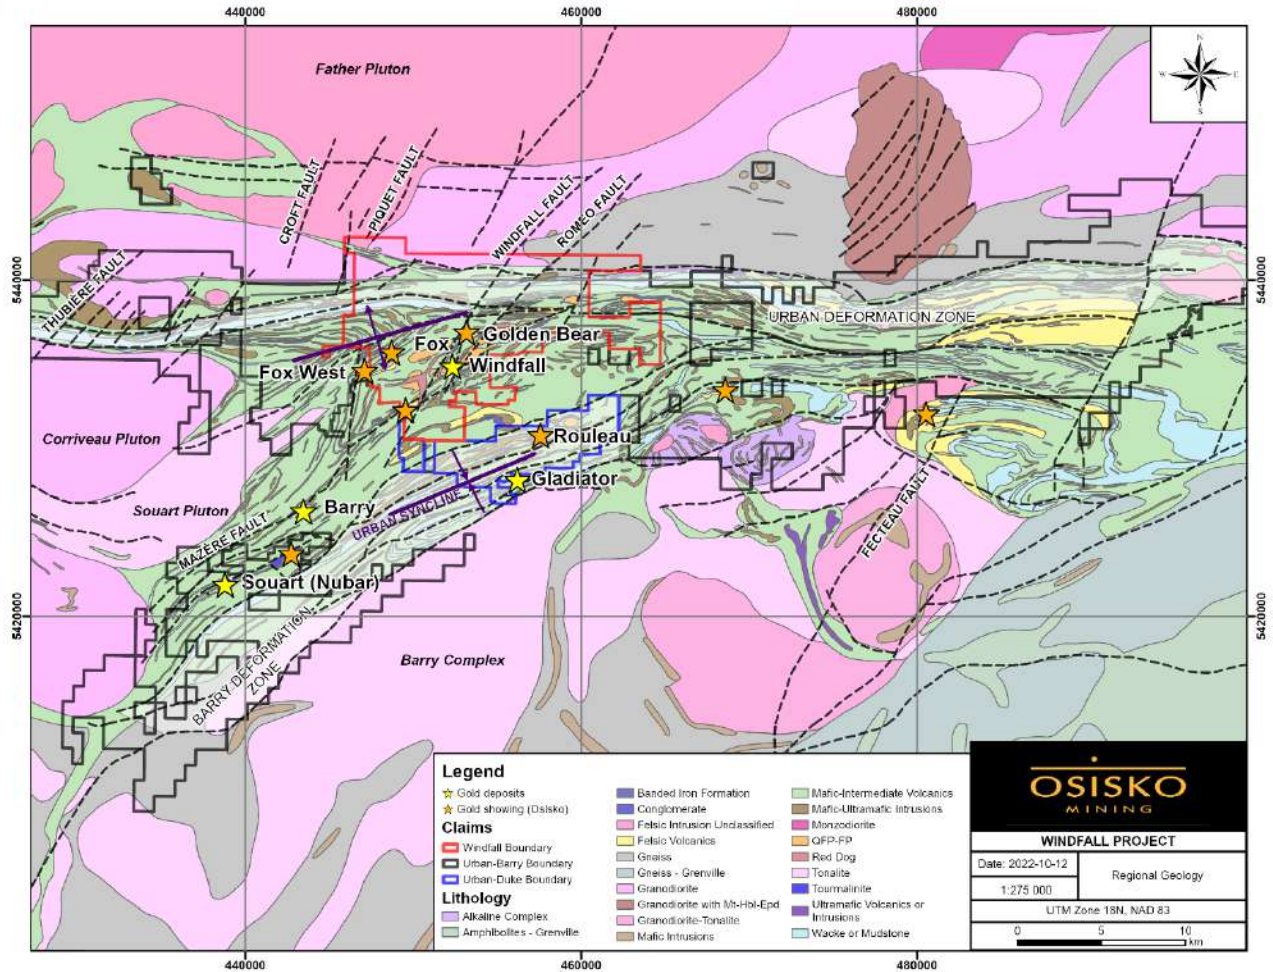 440000
460000
480000
Father Pluton
N
W
E
S
CROFT FAULT
PIQUET FAULT
WINDFALL FAULT
ROMEO FAULT
THUBIÈRE FAULT
5440000
5440000
URBAN DEFORMATION ZONE
Golden Bear
Fox
Windfall
Fox West
Corriveau Pluton
Rouleau
Gladiator
Barry
URBAN SYNCLINE
Souart Pluton
MAZÈRE FAULT
FECTEAU FAULT
Souart (Nubar)
5420000
5420000
BARRY DEFORMATION
ZONE
Barry Complex
Legend
Gold deposits
Gold showing (Osisko)
Claims
Windfall Boundary
Urban-Barry Boundary
Urban-Duke Boundary
Lithology
Alkaline Complex
Amphibolites - Grenville
Banded Iron Formation
Conglomerate
Felsic Intrusion Unclassified
Felsic Volcanics
Gneiss
Gneiss - Grenville
Granodiorite
Granodiorite with Mt-Hbl-Epd
Granodiorite-Tonalite
Mafic Intrusions
Mafic-Intermediate Volcanics
Mafic-Ultramafic Intrusions
Monzodiorite
QFP-FP
Red Dog
Tonalite
Tourmalinite
Ultramafic Volcanics or
Intrusions
Wacke or Mudstone
OSISKO
MINING
WINDFALL PROJECT
Date: 2022-10-12
Regional Geology
1:275 000
UTM Zone 18N, NAD 83
0
5
10
km
440000
460000
480000